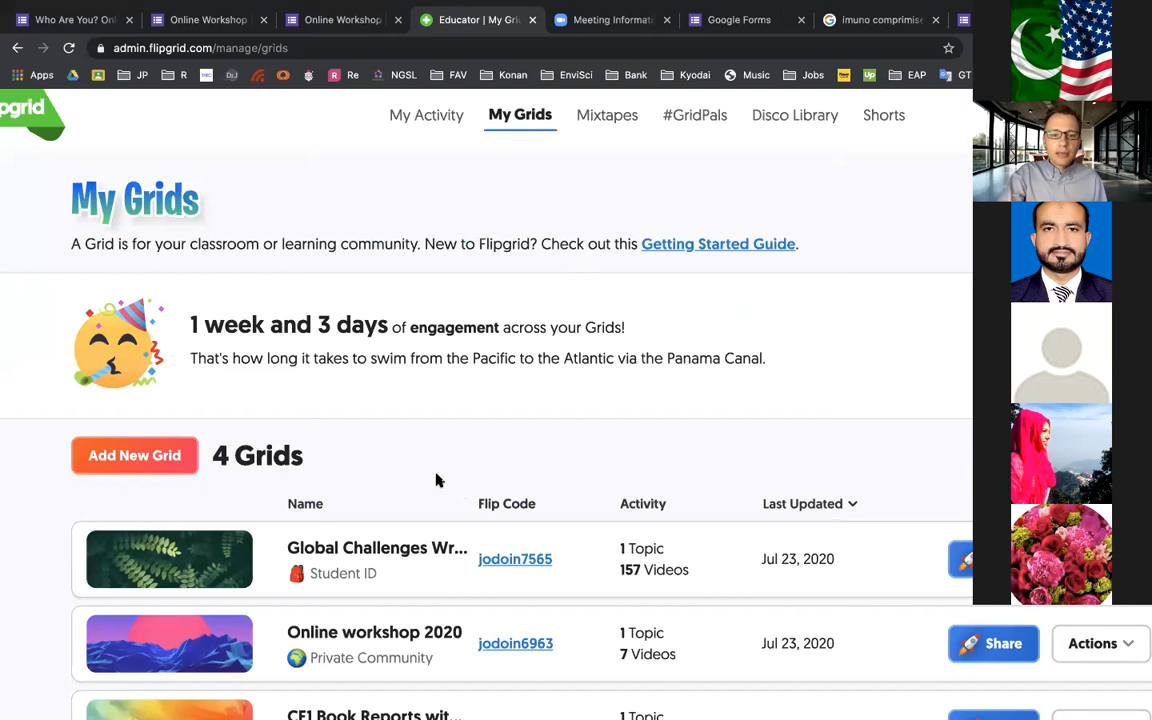 Who Are You? Onl
Online Workshop
Online Workshop
Educator | My Gri
Meeting Informati
Google Forms
imuno comprimise
admin.flipgrid.com/manage/grids
Apps
JP
R
Re
NGSL
FAV
Konan
EnviSci
Bank
Kyodai
Music
Jobs
Up
EAP
GT
pgrid
My Activity
My Grids
Mixtapes
#GridPals
Disco Library
Shorts
My Grids
A Grid is for your classroom or learning community. New to Flipgrid? Check out this Getting Started Guide.
1 week and 3 days of engagement across your Grids!
That's how long it takes to swim from the Pacific to the Atlantic via the Panama Canal.
Add New Grid
4 Grids
Name
Flip Code
Activity
Last Updated
Global Challenges Wr...
Student ID
jodoin7565
1 Topic
157 Videos
Jul 23, 2020
Online workshop 2020
Private Community
jodoin6963
1 Topic
7 Videos
Jul 23, 2020
Share
Actions
CE1 Book Reports wit...
1 Topic